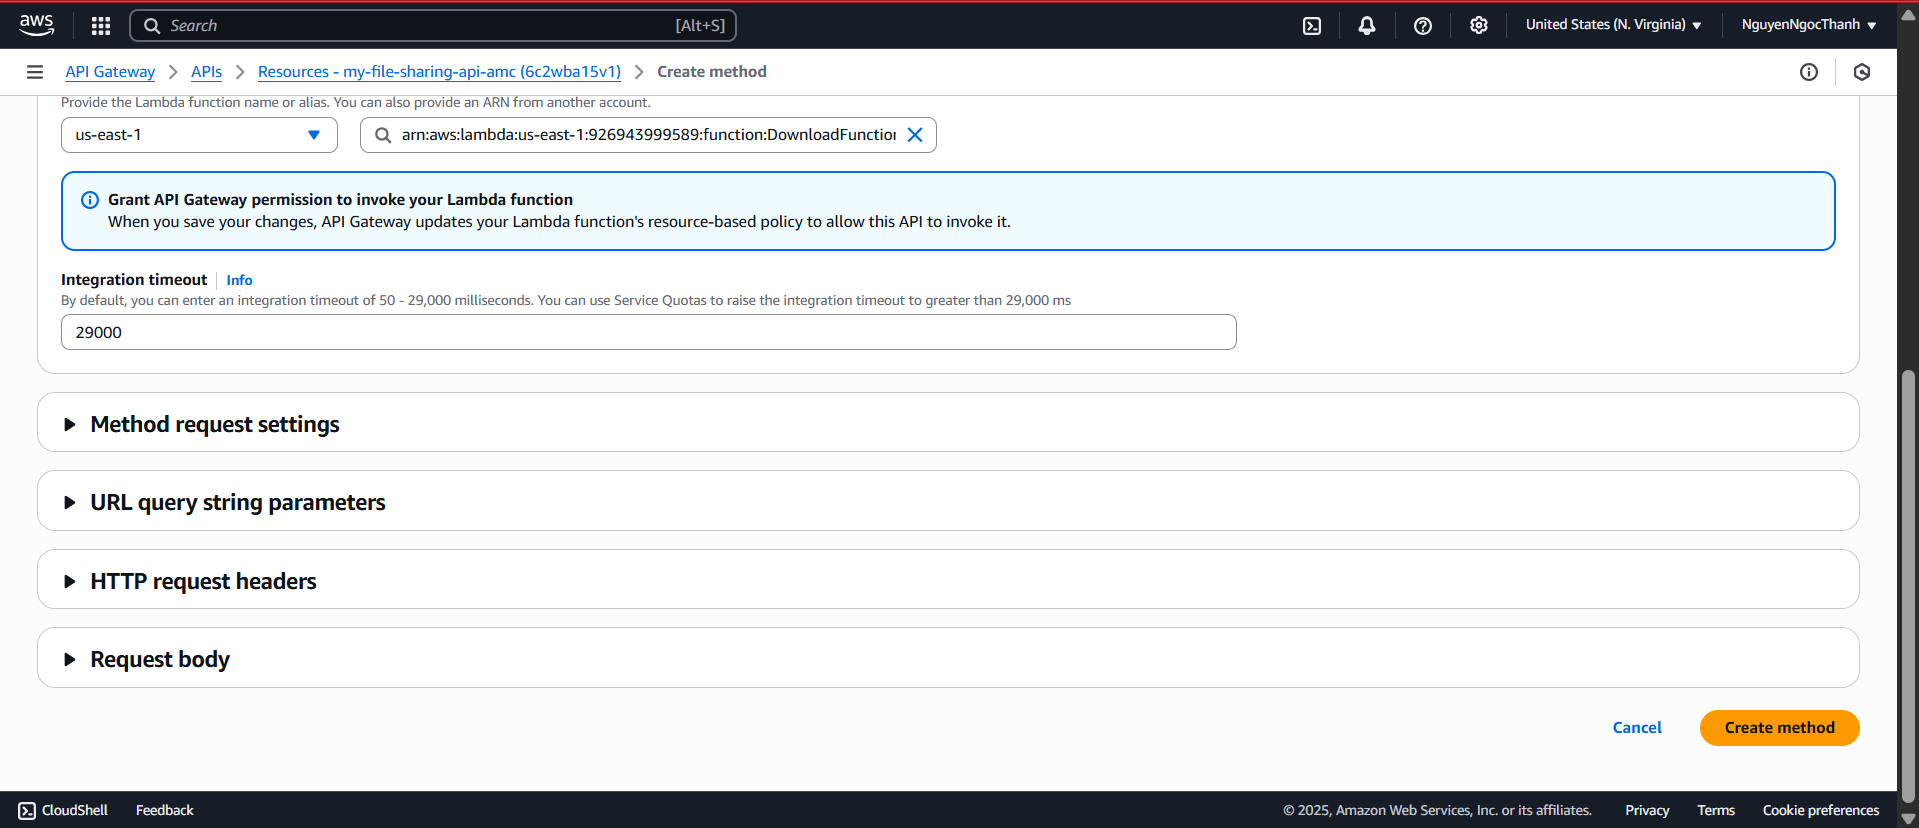 aws
Search [Alt+S] United States (N. Virginia) NguyenNgocThanh
API Gateway APIs Resources - my-file-sharing-api-amc (6c2wba15v1) Create method
Provide the Lambda function name or alias. You can also provide an ARN from another account.
us-east-1 arn:aws:lambda:us-east-1:926943999589:function:DownloadFunction
Grant API Gateway permission to invoke your Lambda function
When you save your changes, API Gateway updates your Lambda function's resource-based policy to allow this API to invoke it.
Integration timeout Info
By default, you can enter an integration timeout of 50 - 29,000 milliseconds. You can use Service Quotas to raise the integration timeout to greater than 29,000 ms
29000
Method request settings
URL query string parameters
HTTP request headers
Request body
Cancel Create method
CloudShell Feedback © 2025, Amazon Web Services, Inc. or its affiliates. Privacy Terms Cookie preferences